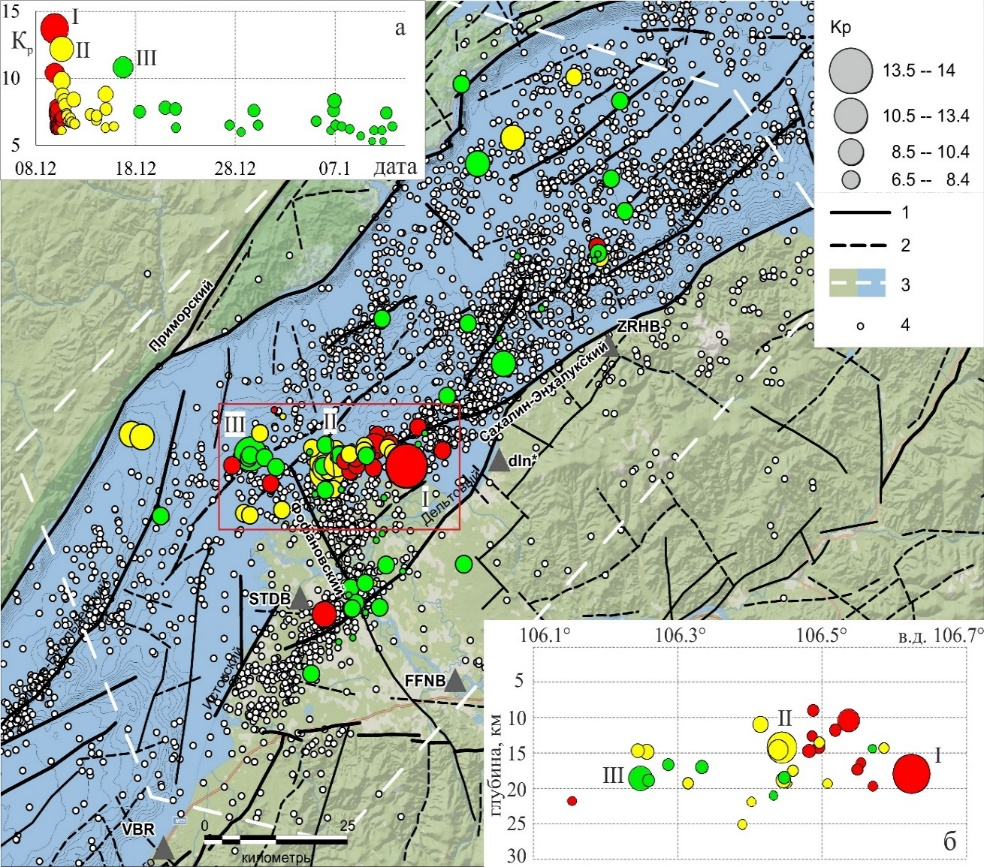 15
Kр
10
5
I
II
III
а
08.12 18.12 28.12 07.1 дата
Kр
13.5 -- 14
10.5 -- 13.4
8.5 -- 10.4
6.5 -- 8.4
1
2
3
4
Приморский
ZRHB
Сахалин-Энхалукский
dln*
III
II
I
Дельтовый
STDB
Истокский
FFNB
VBR
0 25
километры
106.1° 106.3° 106.5° в.д. 106.7°
глубина, км
5
10
15
20
25
30
II
I
III
б